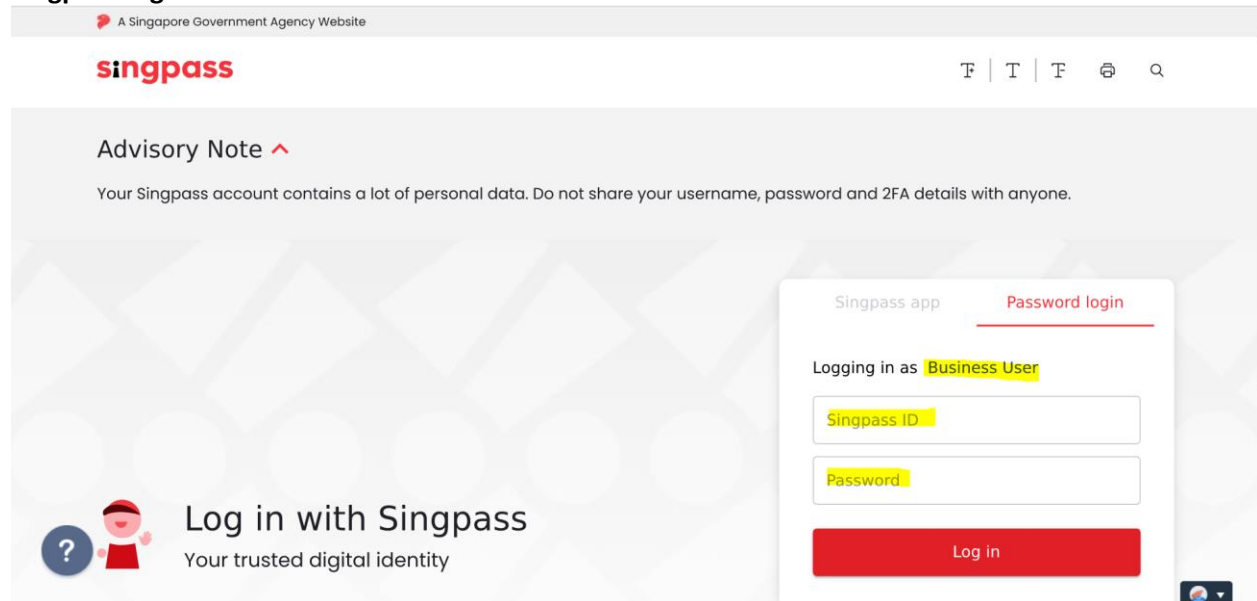 A Singapore Government Agency Website
singpass
T+ | T | T-
Advisory Note
Your Singpass account contains a lot of personal data. Do not share your username, password and 2FA details with anyone.
Singpass app Password login
Logging in as Business User
Singpass ID
Password
Log in
Log in with Singpass
Your trusted digital identity
?